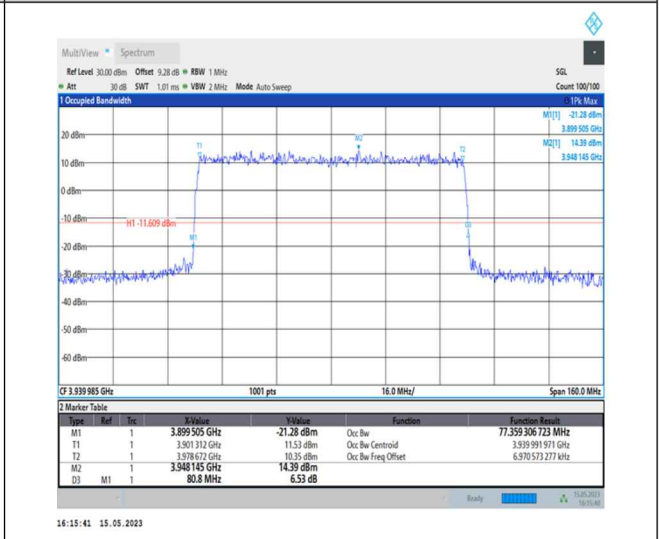 MultiView Spectrum
Ref Level 30.00 dBm Offset 9.28 dB RBW 1 MHz SGL
Att 30 dB SWT 1.01 ms VBW 2 MHz Mode Auto Sweep Count 100/100
1 Occupied Bandwidth 1Pk Max
M1[1] -21.28 dBm
3.899 505 GHz
20 dBm
M2
M2[1] 14.39 dBm
T1
T2
3.948 145 GHz
10 dBm
0 dBm
-10 dBm
H1 -11.609 dBm
D3
M1
-20 dBm
-30 dBm
-40 dBm
-50 dBm
-60 dBm
CF 3.939 985 GHz 1001 pts 16.0 MHz/ Span 160.0 MHz
2 Marker Table
Type Ref Trc X-Value Y-Value Function Function Result
M1 1 3.899 505 GHz -21.28 dBm Occ Bw 77.359 306 723 MHz
T1 1 3.901 312 GHz 11.53 dBm Occ Bw Centroid 3.939 991 971 GHz
T2 1 3.978 672 GHz 10.35 dBm Occ Bw Freq Offset 6.970 573 277 kHz
M2 1 3.948 145 GHz 14.39 dBm
D3 M1 1 80.8 MHz 6.53 dB
Ready 15.05.2023
16:15:40
16:15:41 15.05.2023